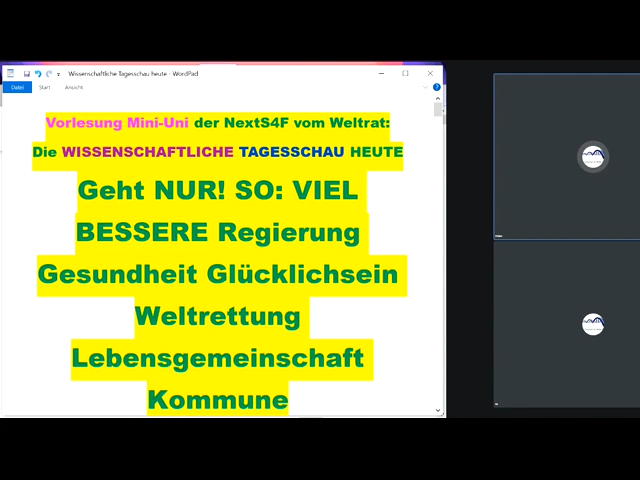 Wissenschaftliche Tagesschau heute - WordPad
Datei Start Ansicht
Vorlesung Mini-Uni der NextS4F vom Weltrat:
Die WISSENSCHAFTLICHE TAGESSCHAU HEUTE
Geht NUR! SO: VIEL
BESSERE Regierung
Gesundheit Glücklichsein
Weltrettung
Lebensgemeinschaft
Kommune